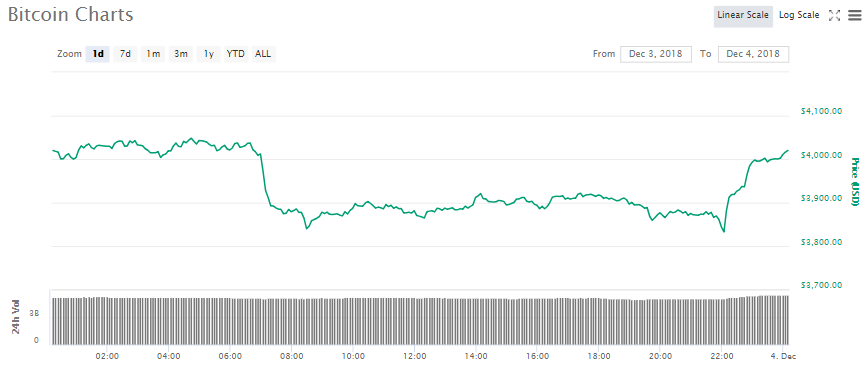 Bitcoin Charts
Linear Scale Log Scale
Zoom 1d 7d 1m 3m 1y YTD ALL From Dec 3, 2018 To Dec 4, 2018
$4,100.00
$4,000.00
$3,900.00
$3,800.00
$3,700.00
Price (USD)
24h Vol
3B
0
02:00 04:00 06:00 08:00 10:00 12:00 14:00 16:00 18:00 20:00 22:00 4. Dec